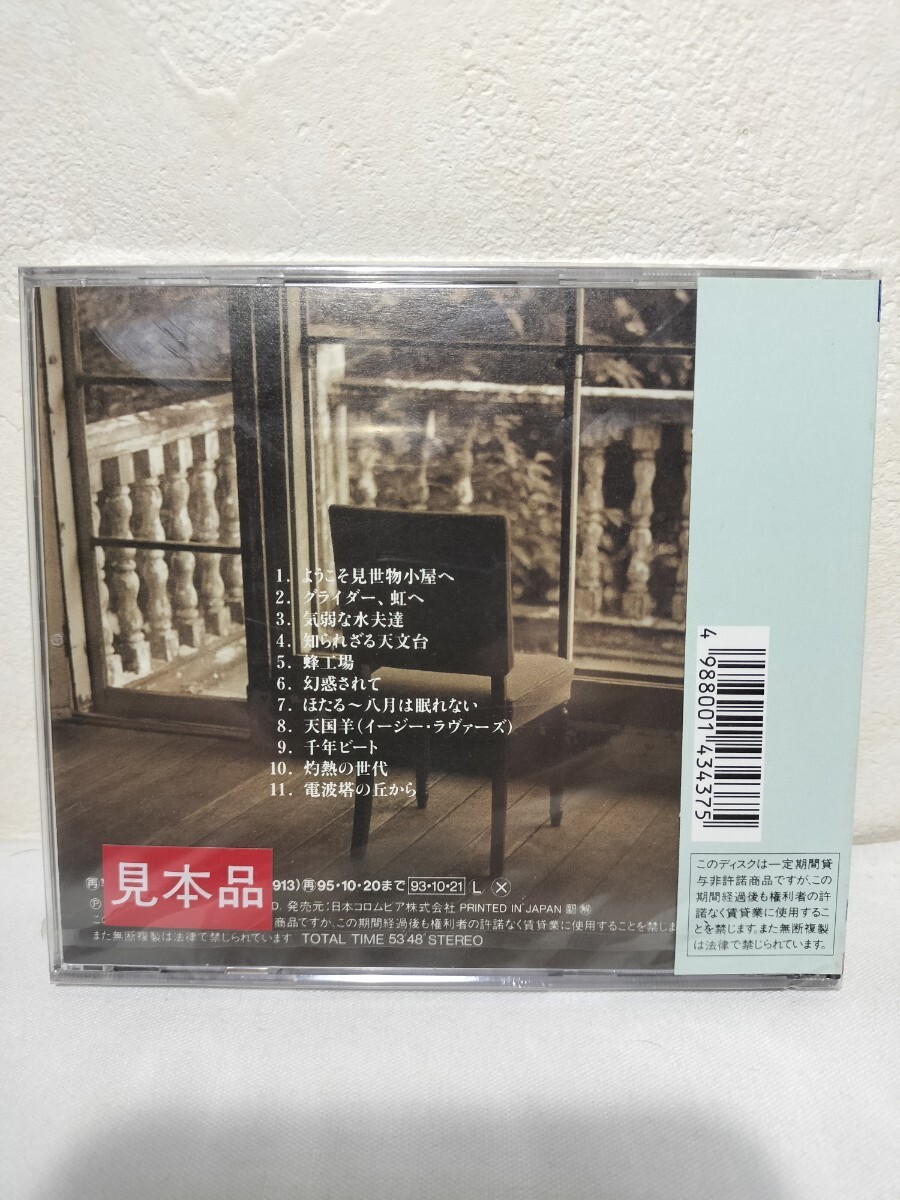 1. ようこそ見世物小屋へ
2. グライダー、虹へ
3. 気弱な水夫達
4. 知られざる天文台
5. 蜂工場
6. 幻惑されて
7. ほたる〜八月は眠れない
8. 天国羊(イージー・ラヴァーズ)
9. 千年ビート
10. 灼熱の世代
11. 電波塔の丘から
見本品
913) 再 95・10・20まで 93・10・21 L X
D. 発売元:日本コロムビア株式会社 PRINTED IN JAPAN
商品ですが、この期間経過後も権利者の許諾なく賃貸業に使用することを禁じます
また無断複製は法律で禁じられています TOTAL TIME 53'48" STEREO
4 988001 434375
このディスクは一定期間貸
与非許諾商品ですが、この
期間経過後も権利者の許
諾なく賃貸業に使用するこ
とを禁じます。また無断複製
は法律で禁じられています。